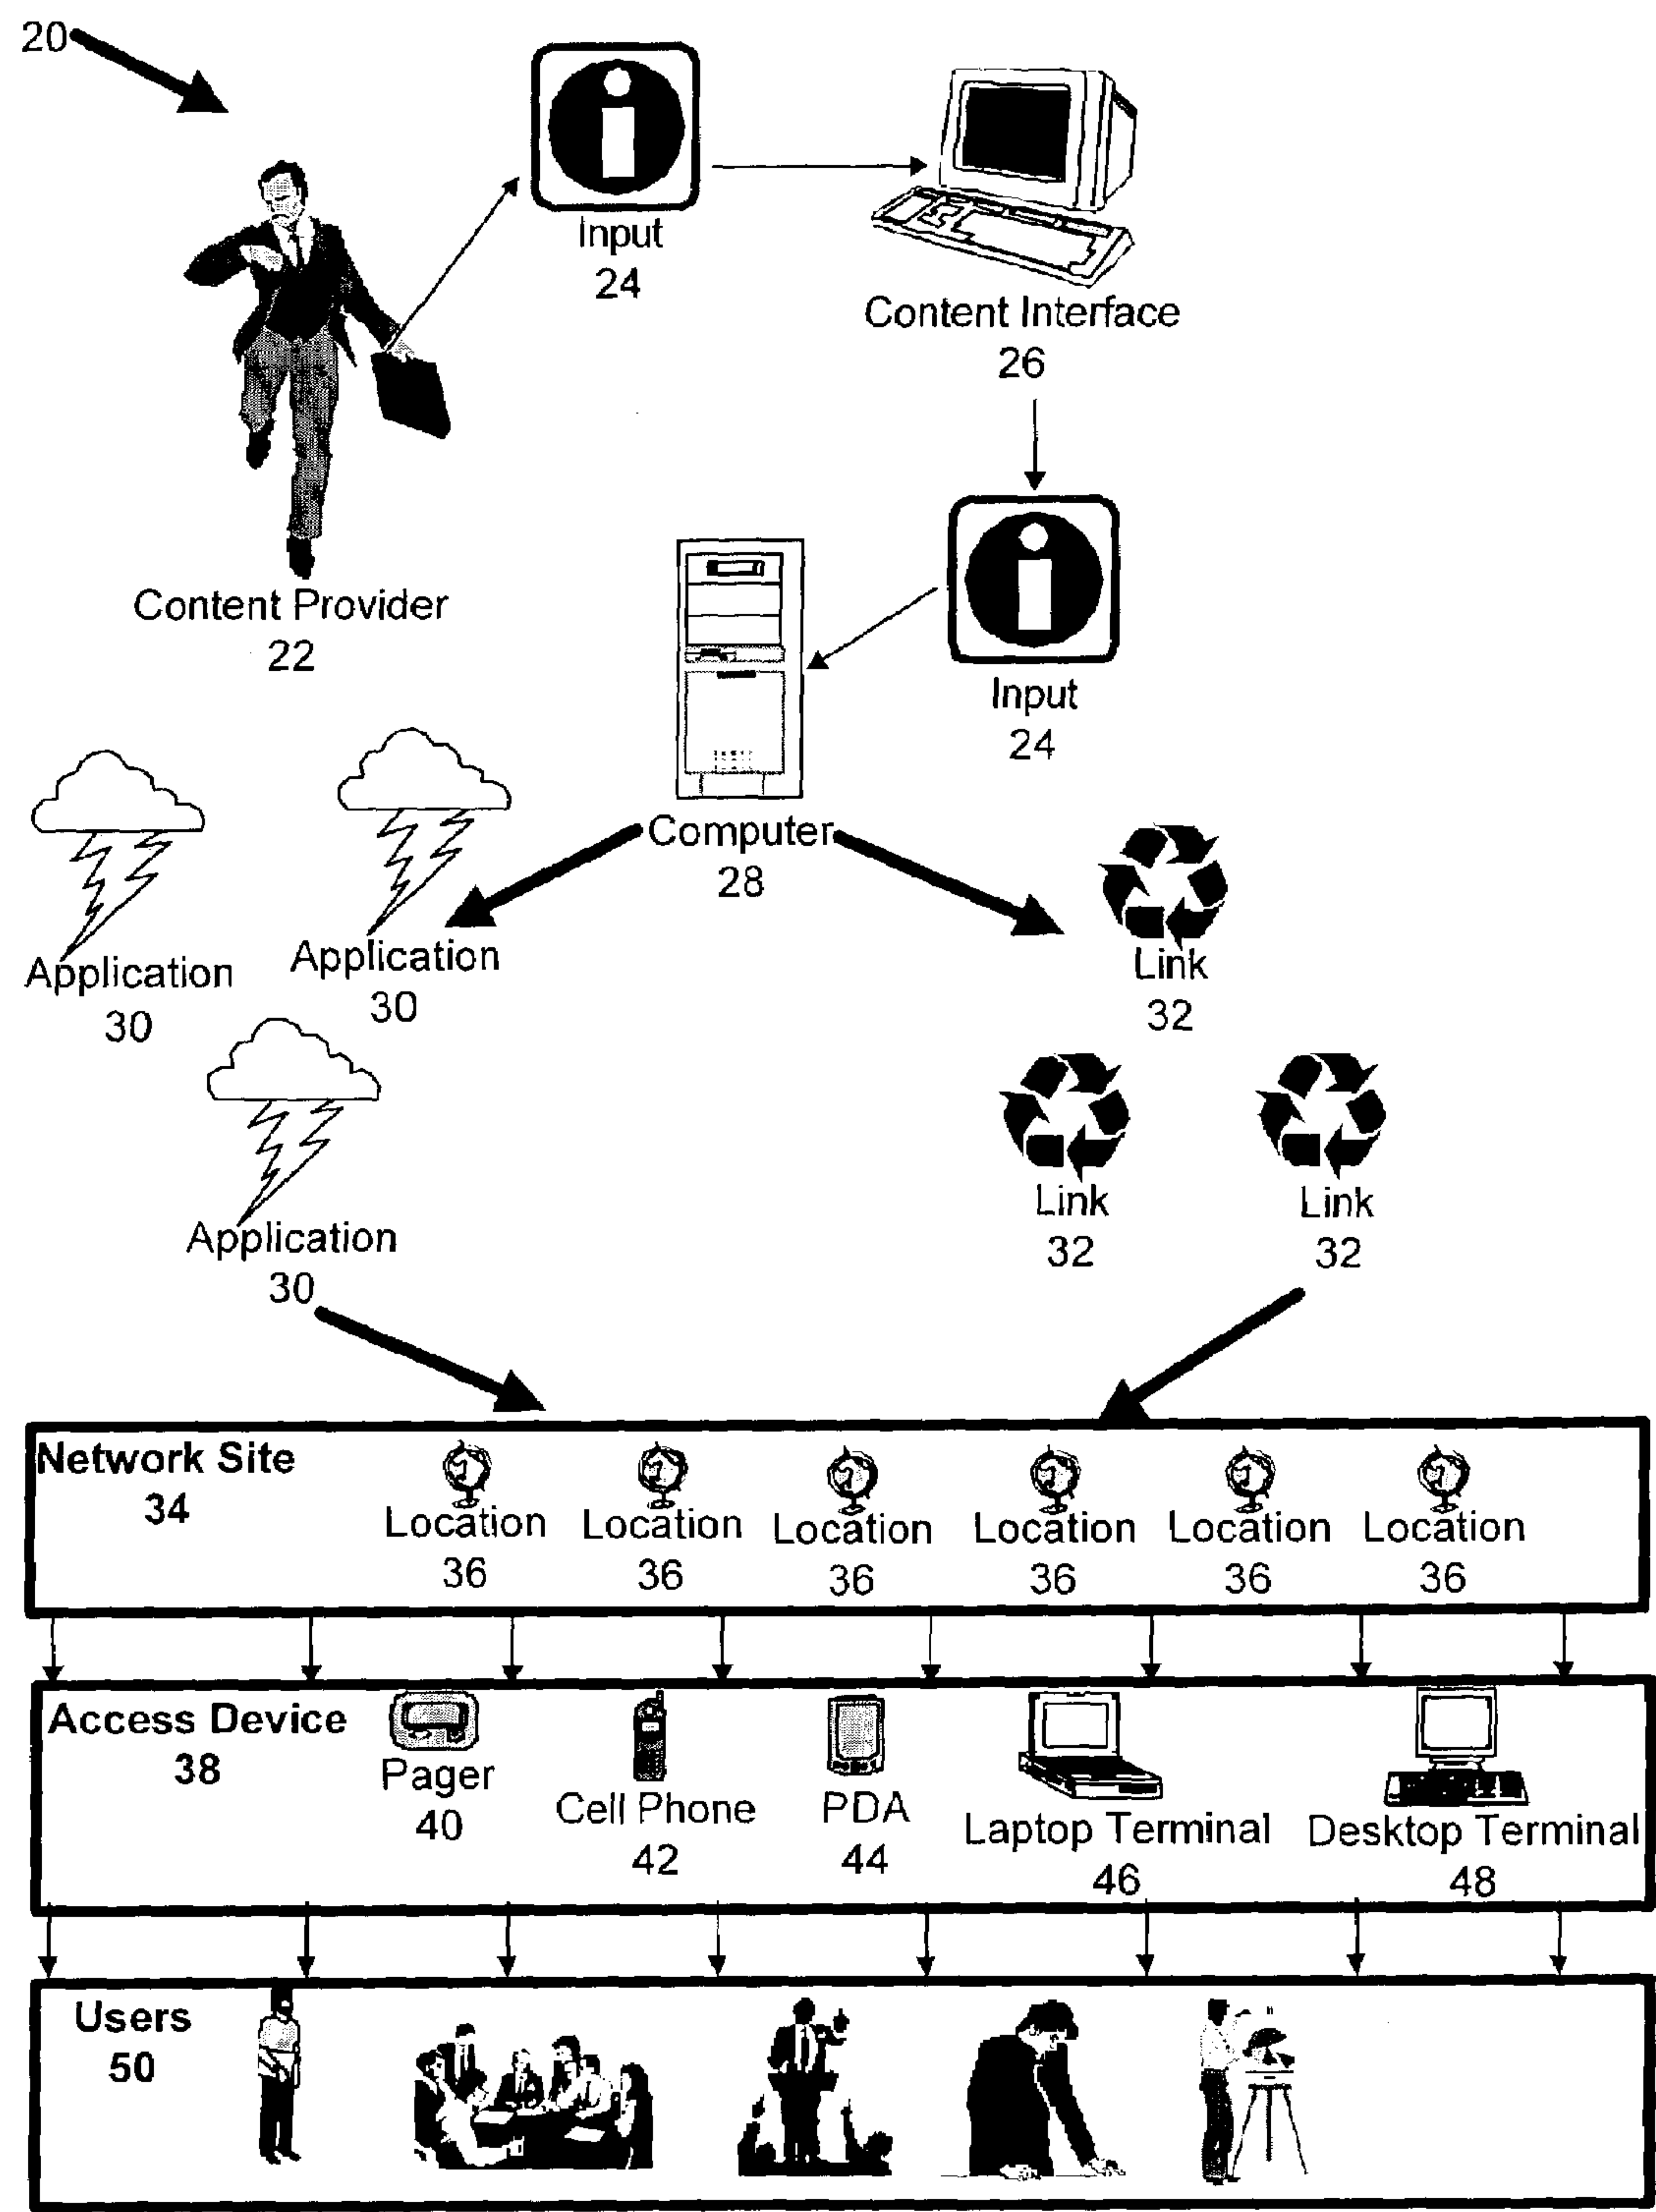 20
Input
24
Content Interface
26
Content Provider
22
Input
24
Computer
28
Application
30
Application
30
Application
30
Link
32
Link
32
Link
32
Network Site
34
Location
36
Location
36
Location
36
Location
36
Location
36
Location
36
Access Device
38
Pager
40
Cell Phone
42
PDA
44
Laptop Terminal
46
Desktop Terminal
48
Users
50